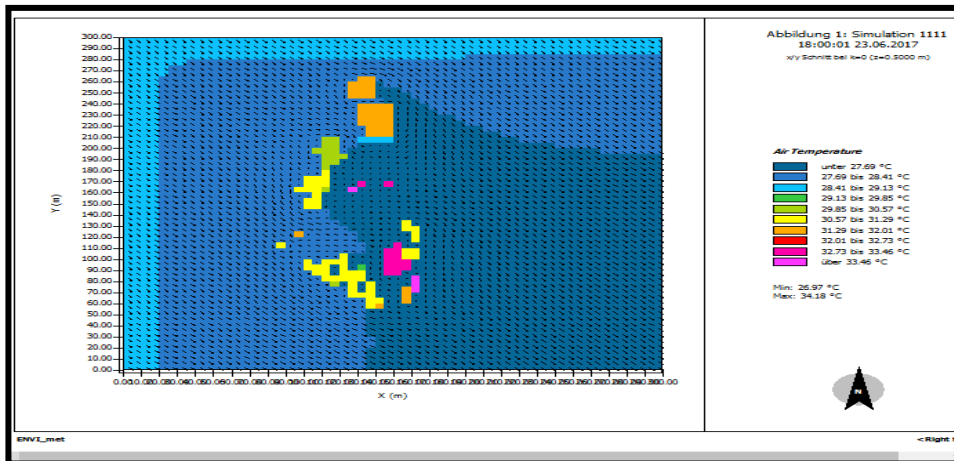 Abbildung 1: Simulation 1111
18:00:01 23.06.2017
x/y Schnitt bei k=0 (z=0.5000 m)
300.00
290.00
280.00
270.00
260.00
250.00
240.00
230.00
220.00
210.00
200.00
190.00
180.00
170.00
160.00
150.00
140.00
130.00
120.00
110.00
100.00
90.00
80.00
70.00
60.00
50.00
40.00
30.00
20.00
10.00
0.00
Y (m)
X (m)
Air Temperature
unter 27.69 °C
27.69 bis 28.41 °C
28.41 bis 29.13 °C
29.13 bis 29.85 °C
29.85 bis 30.57 °C
30.57 bis 31.29 °C
31.29 bis 32.01 °C
32.01 bis 32.73 °C
32.73 bis 33.46 °C
über 33.46 °C
Min: 26.97 °C
Max: 34.18 °C
N
ENVI_met
<Right